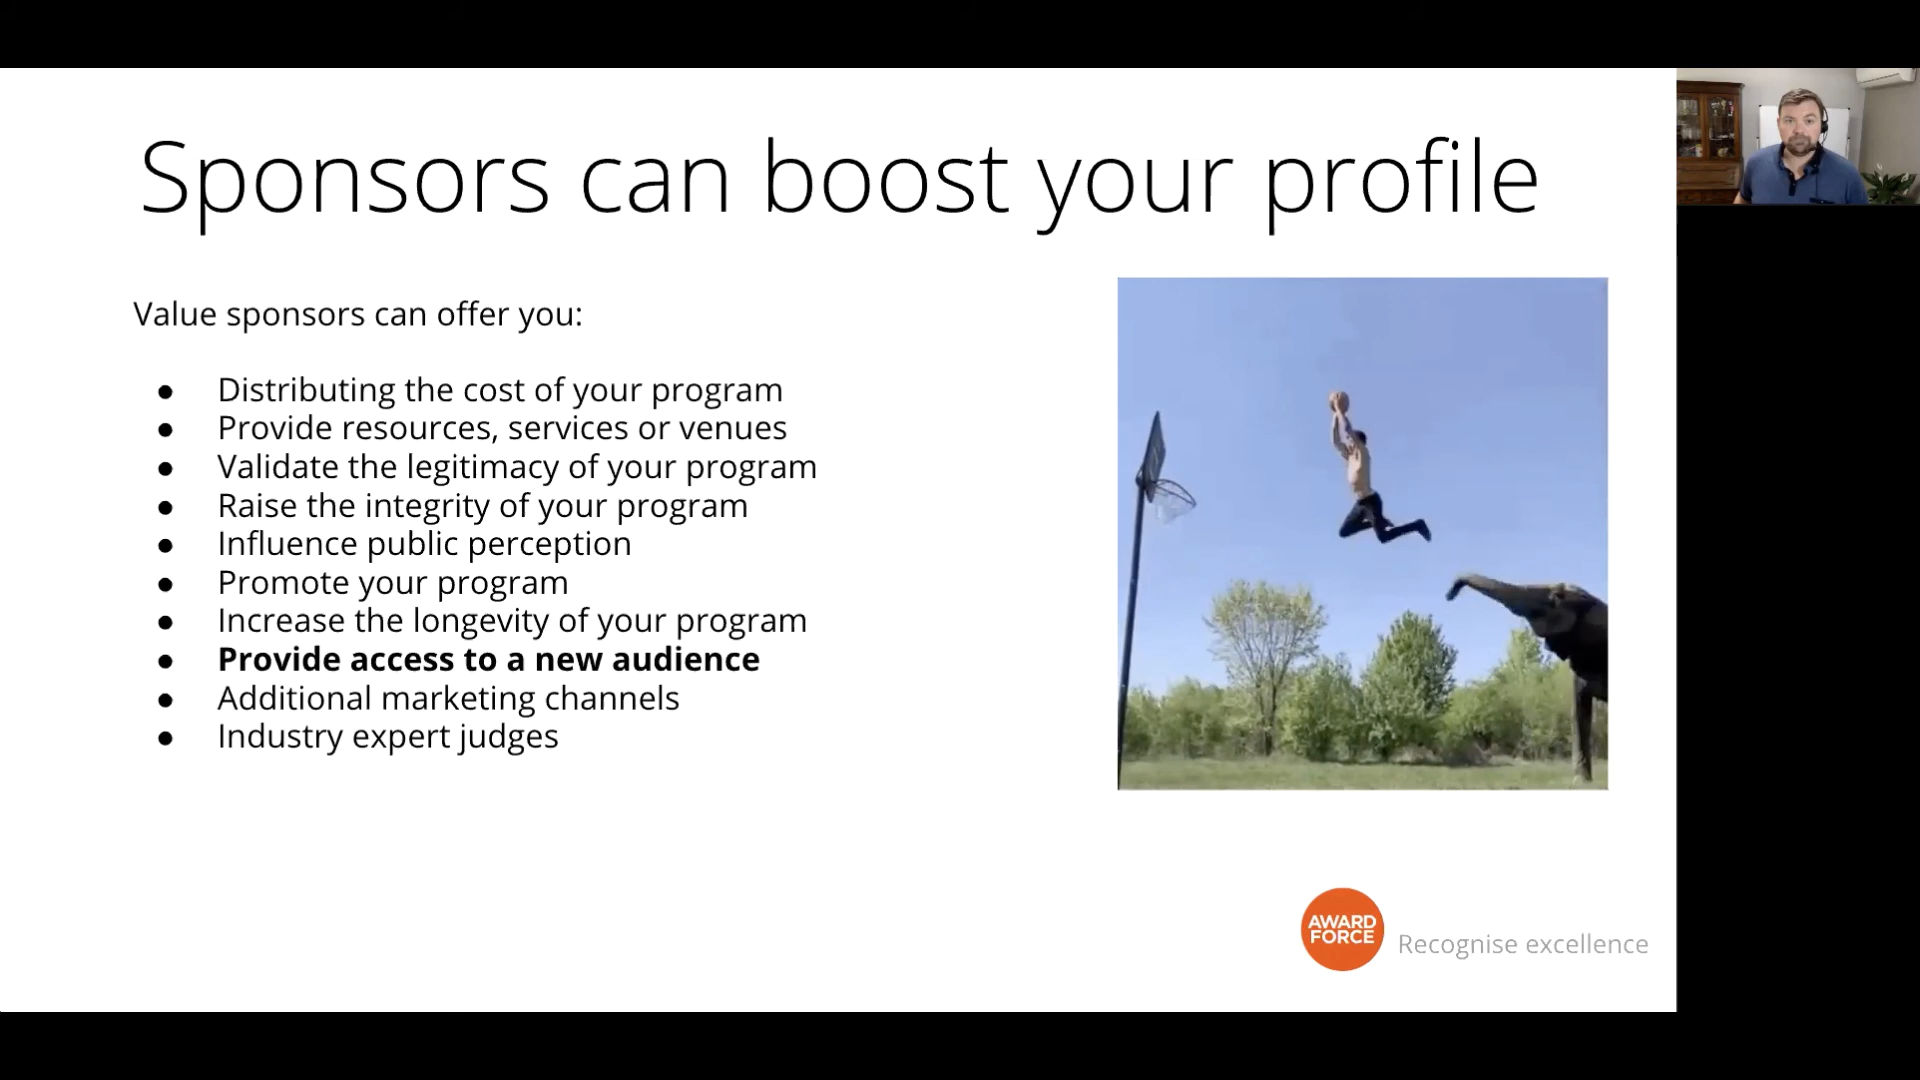 Sponsors can boost your profile
Value sponsors can offer you:
● Distributing the cost of your program
● Provide resources, services or venues
● Validate the legitimacy of your program
● Raise the integrity of your program
● Influence public perception
● Promote your program
● Increase the longevity of your program
● Provide access to a new audience
● Additional marketing channels
● Industry expert judges
AWARD
FORCE
Recognise excellence